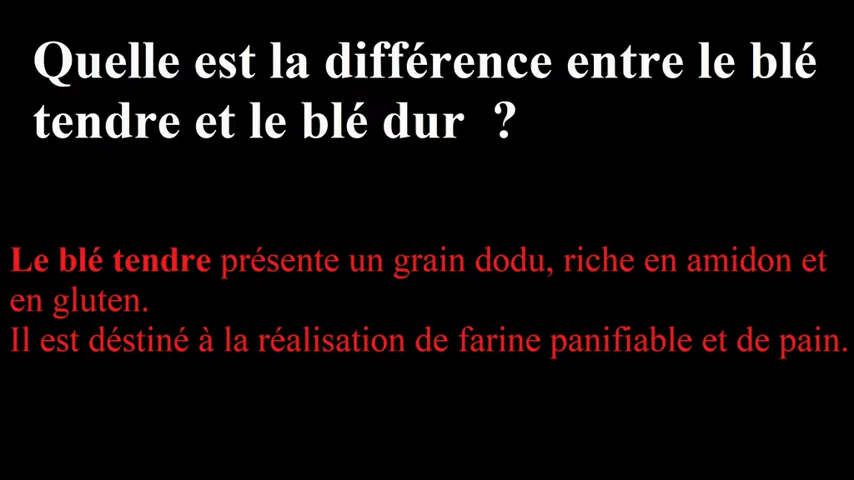 Quelle est la différence entre le blé
tendre et le blé dur ?
Le blé tendre présente un grain dodu, riche en amidon et
en gluten.
Il est déstiné à la réalisation de farine panifiable et de pain.